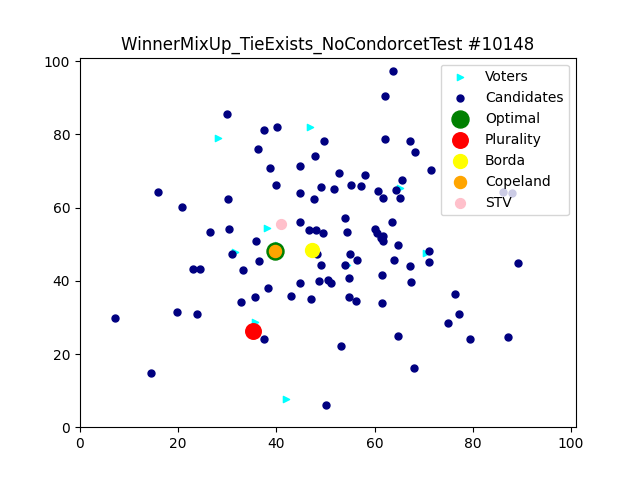 WinnerMixUp_TieExists_NoCondorcetTest #10148
100
80
60
40
20
0
0 20 40 60 80 100
Voters
Candidates
Optimal
Plurality
Borda
Copeland
STV